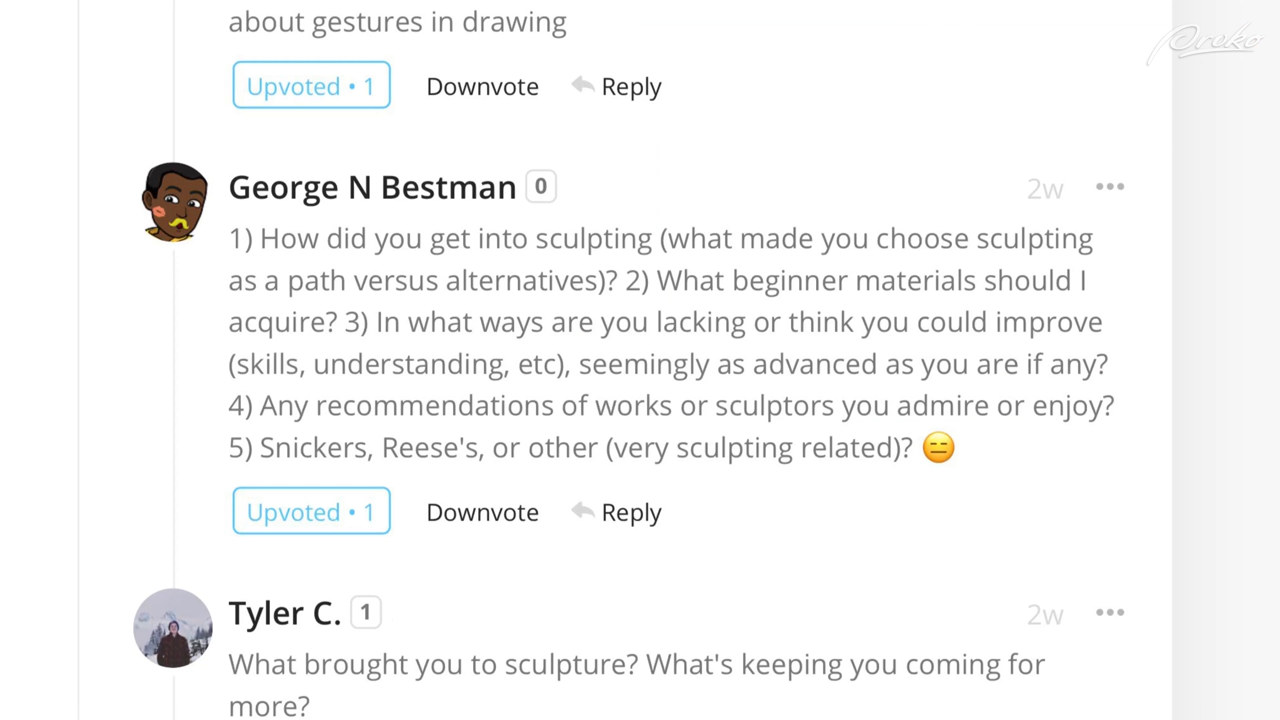 Proko
about gestures in drawing
Upvoted • 1 Downvote Reply
George N Bestman 0 2w
1) How did you get into sculpting (what made you choose sculpting
as a path versus alternatives)? 2) What beginner materials should I
acquire? 3) In what ways are you lacking or think you could improve
(skills, understanding, etc), seemingly as advanced as you are if any?
4) Any recommendations of works or sculptors you admire or enjoy?
5) Snickers, Reese's, or other (very sculpting related)? 😑
Upvoted • 1 Downvote Reply
Tyler C. 1 2w
What brought you to sculpture? What's keeping you coming for
more?